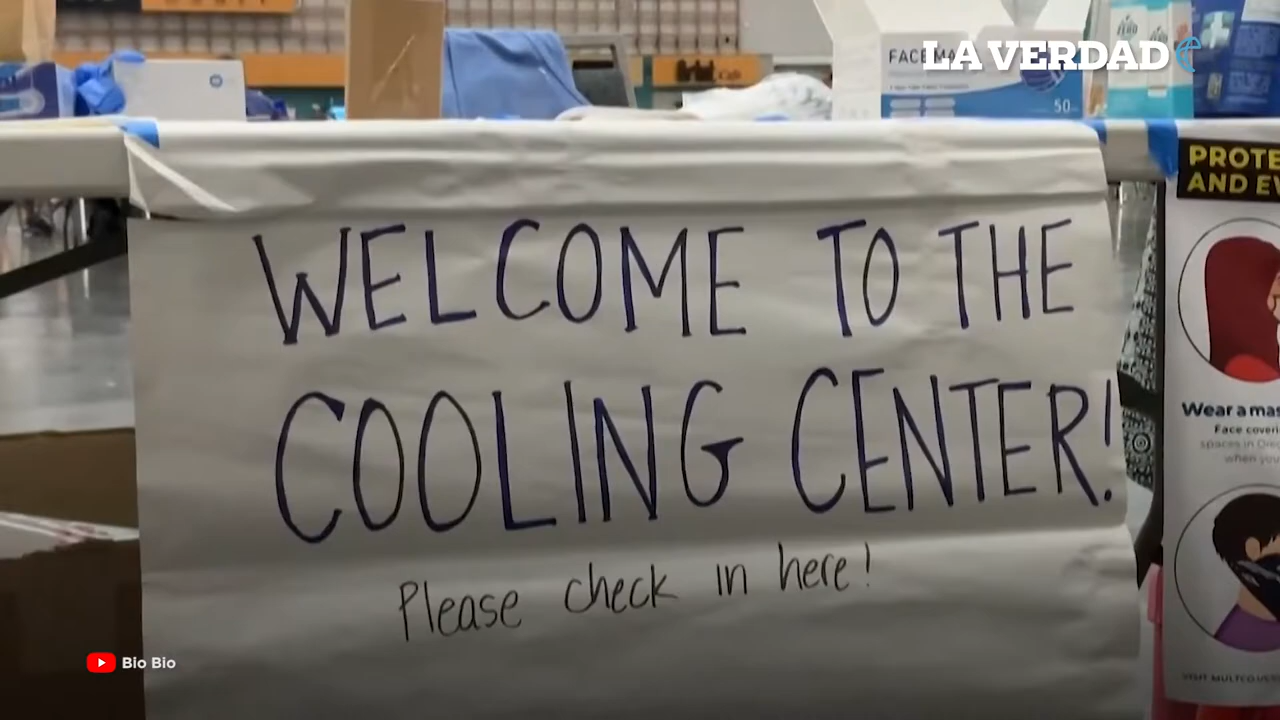 FACE MA
LA VERDAD
50
PROTE
AND EV
WELCOME TO THE
COOLING CENTER!
Please check in here!
Wear a mas
Face coveri
spaces in Ore
when you
Bio Bio